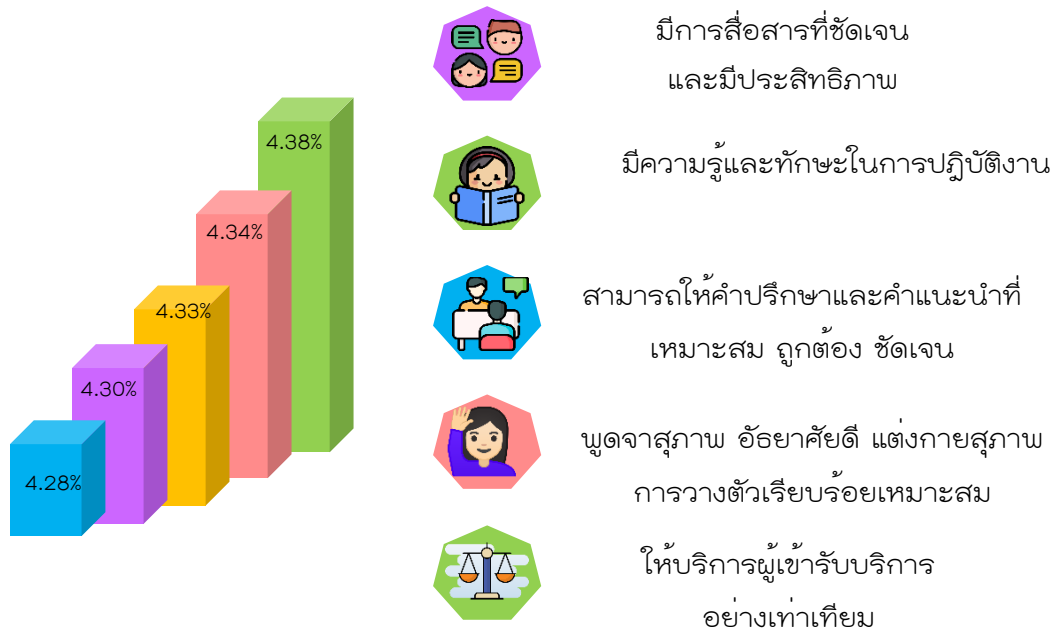 4.38%
4.34%
4.33%
4.30%
4.28%
มีการสื่อสารที่ชัดเจน
และมีประสิทธิภาพ
มีความรู้และทักษะในการปฏิบัติงาน
สามารถให้คำปรึกษาและคำแนะนำที่
เหมาะสม ถูกต้อง ชัดเจน
พูดจาสุภาพ อัธยาศัยดี แต่งกายสุภาพ
การวางตัวเรียบร้อยเหมาะสม
ให้บริการผู้เข้ารับบริการ
อย่างเท่าเทียม